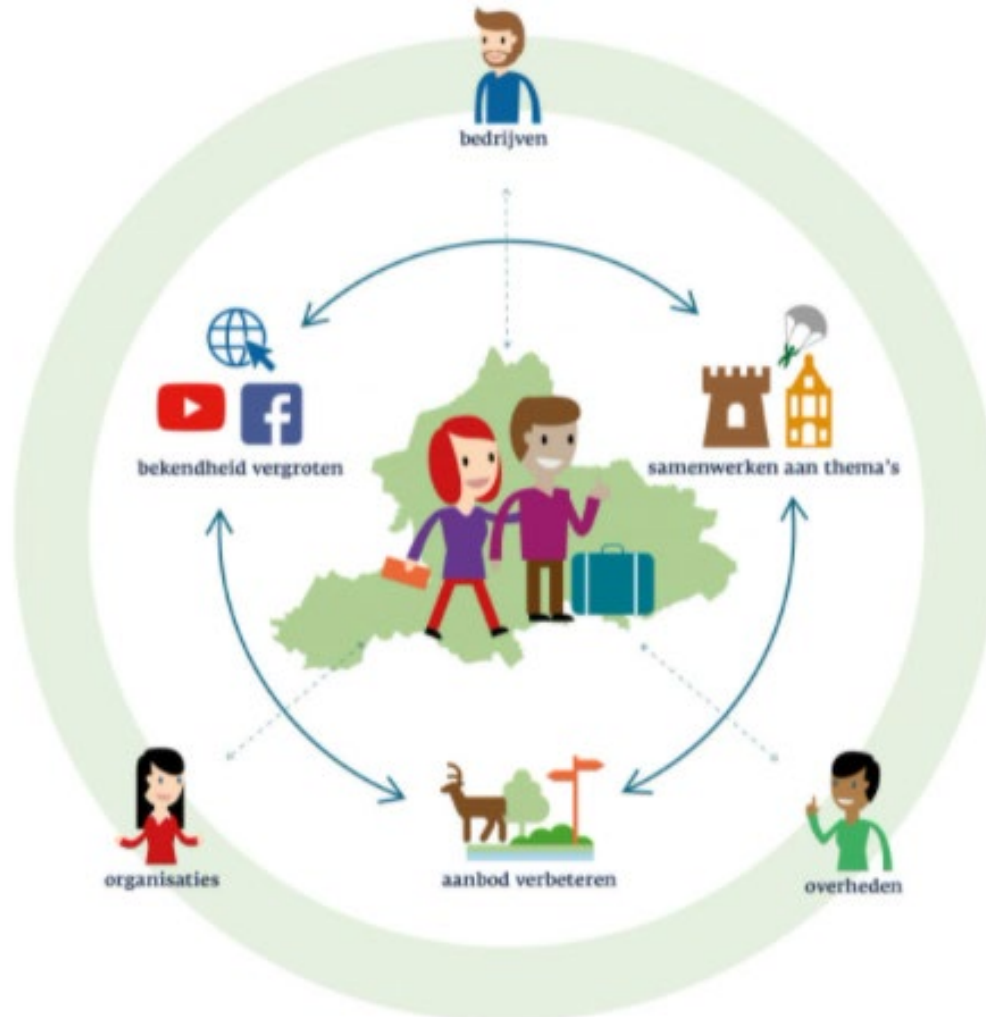 bedrijven
bekendheid vergroten
samenwerken aan thema's
organisaties
aanbod verbeteren
overheden